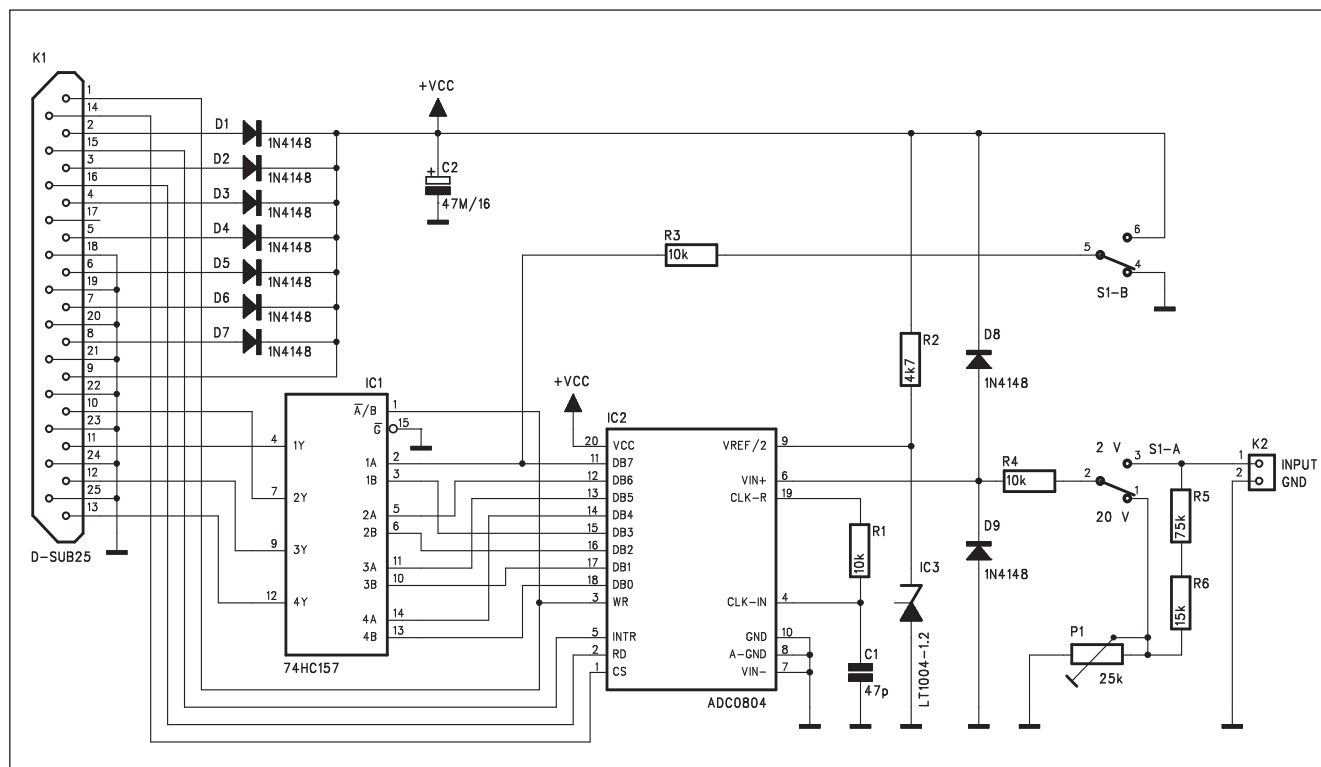 K1
1
14
2
15
3
16
4
17
5
18
6
19
7
20
8
21
9
22
10
23
11
24
12
25
13
D-SUB25
D1
1N4148
D2
1N4148
D3
1N4148
D4
1N4148
D5
1N4148
D6
1N4148
D7
1N4148
+VCC
+
C2
47M/16
R3
10k
5
6
4
S1-B
IC1
A/B
1
G
15
1A
2
1B
3
2A
5
2B
6
3A
11
3B
10
4A
14
4B
13
4
1Y
7
2Y
9
3Y
12
4Y
74HC157
+VCC
IC2
20
VCC
11
DB7
12
DB6
13
DB5
14
DB4
15
DB3
16
DB2
17
DB1
18
DB0
3
WR
5
INTR
2
RD
1
CS
VREF/2
9
VIN+
6
CLK-R
19
CLK-IN
4
GND
10
A-GND
8
VIN-
7
ADC0804
R1
10k
C1
47p
R2
4k7
IC3
LT1004-1.2
D8
1N4148
D9
1N4148
R4
10k
2 V
S1-A
3
2
1
20 V
R5
75k
R6
15k
P1
25k
K2
1
INPUT
2
GND